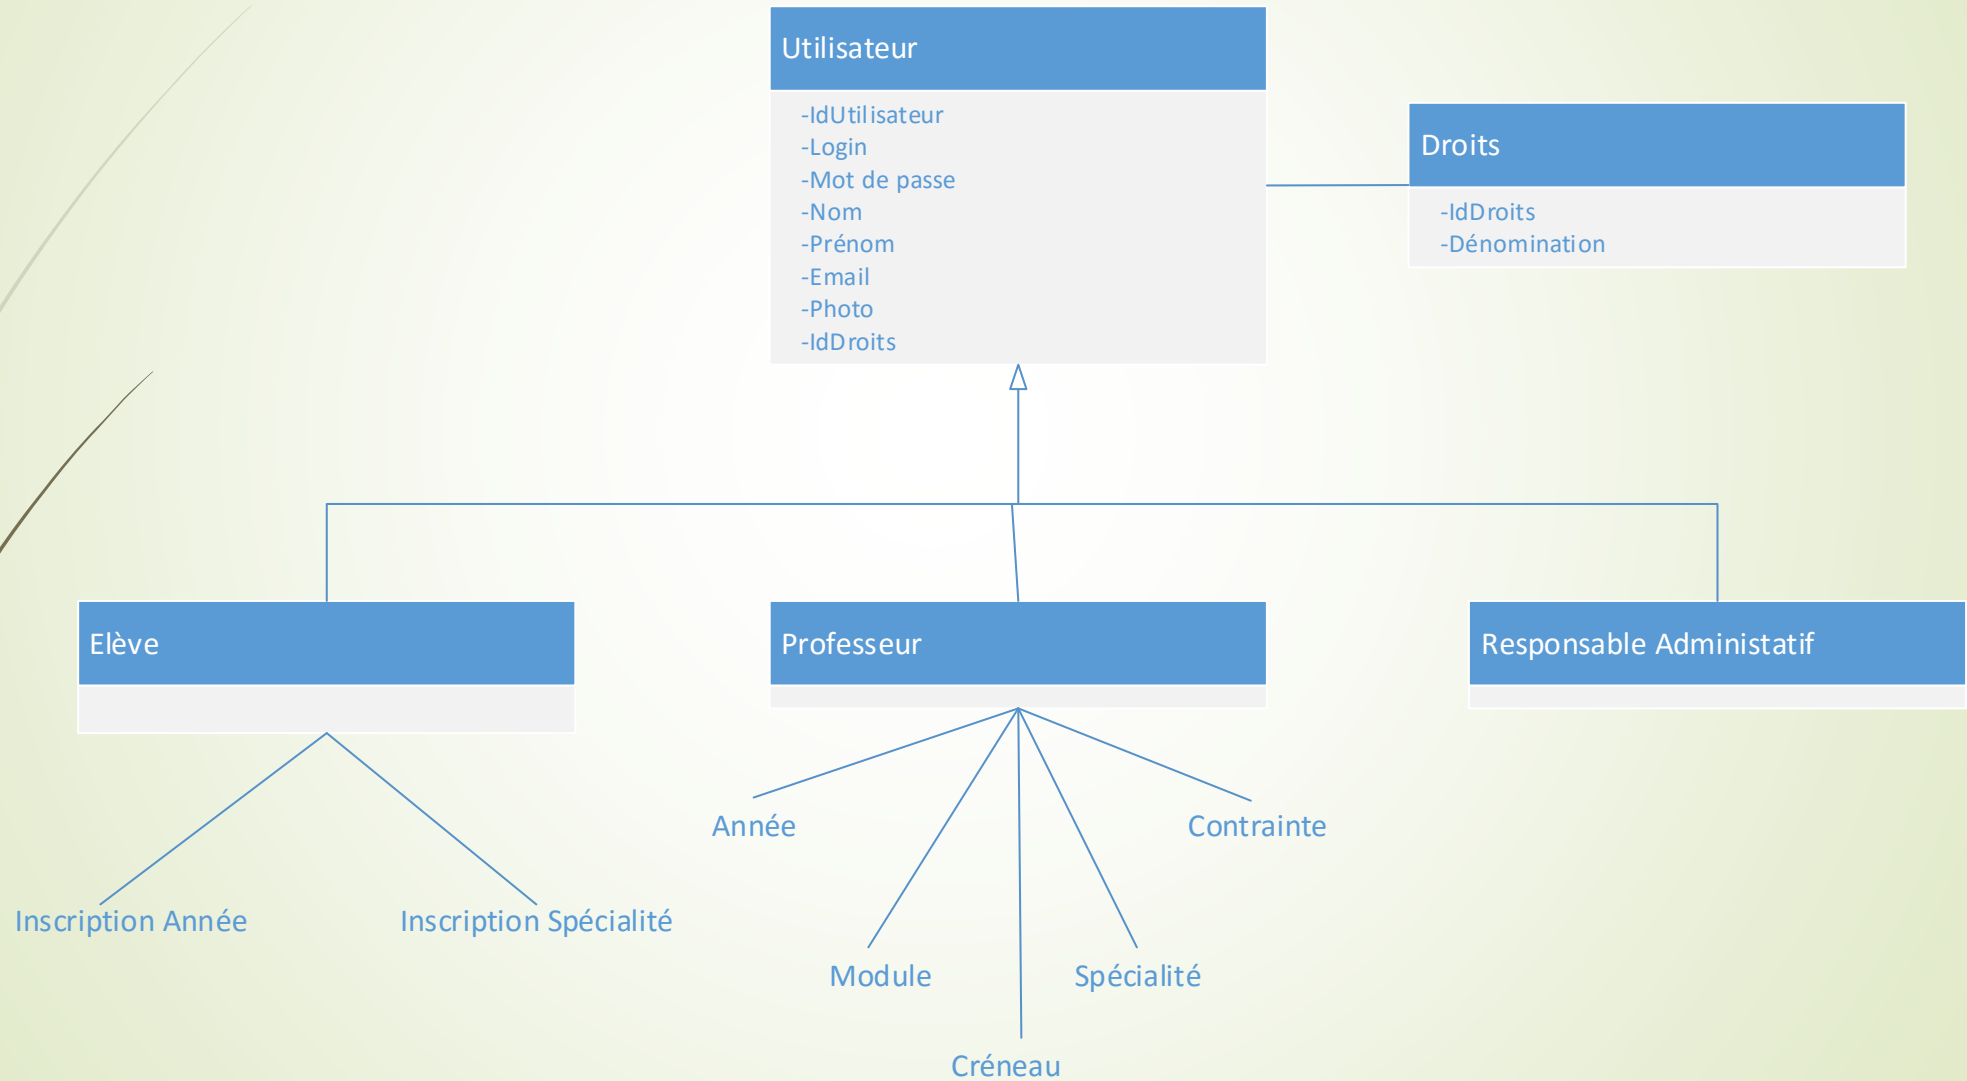 Utilisateur
-IdUtilisateur
-Login
-Mot de passe
-Nom
-Prénom
-Email
-Photo
-IdDroits
Droits
-IdDroits
-Dénomination
Elève
Professeur
Responsable Administatif
Année
Contrainte
Inscription Année
Inscription Spécialité
Module
Spécialité
Créneau